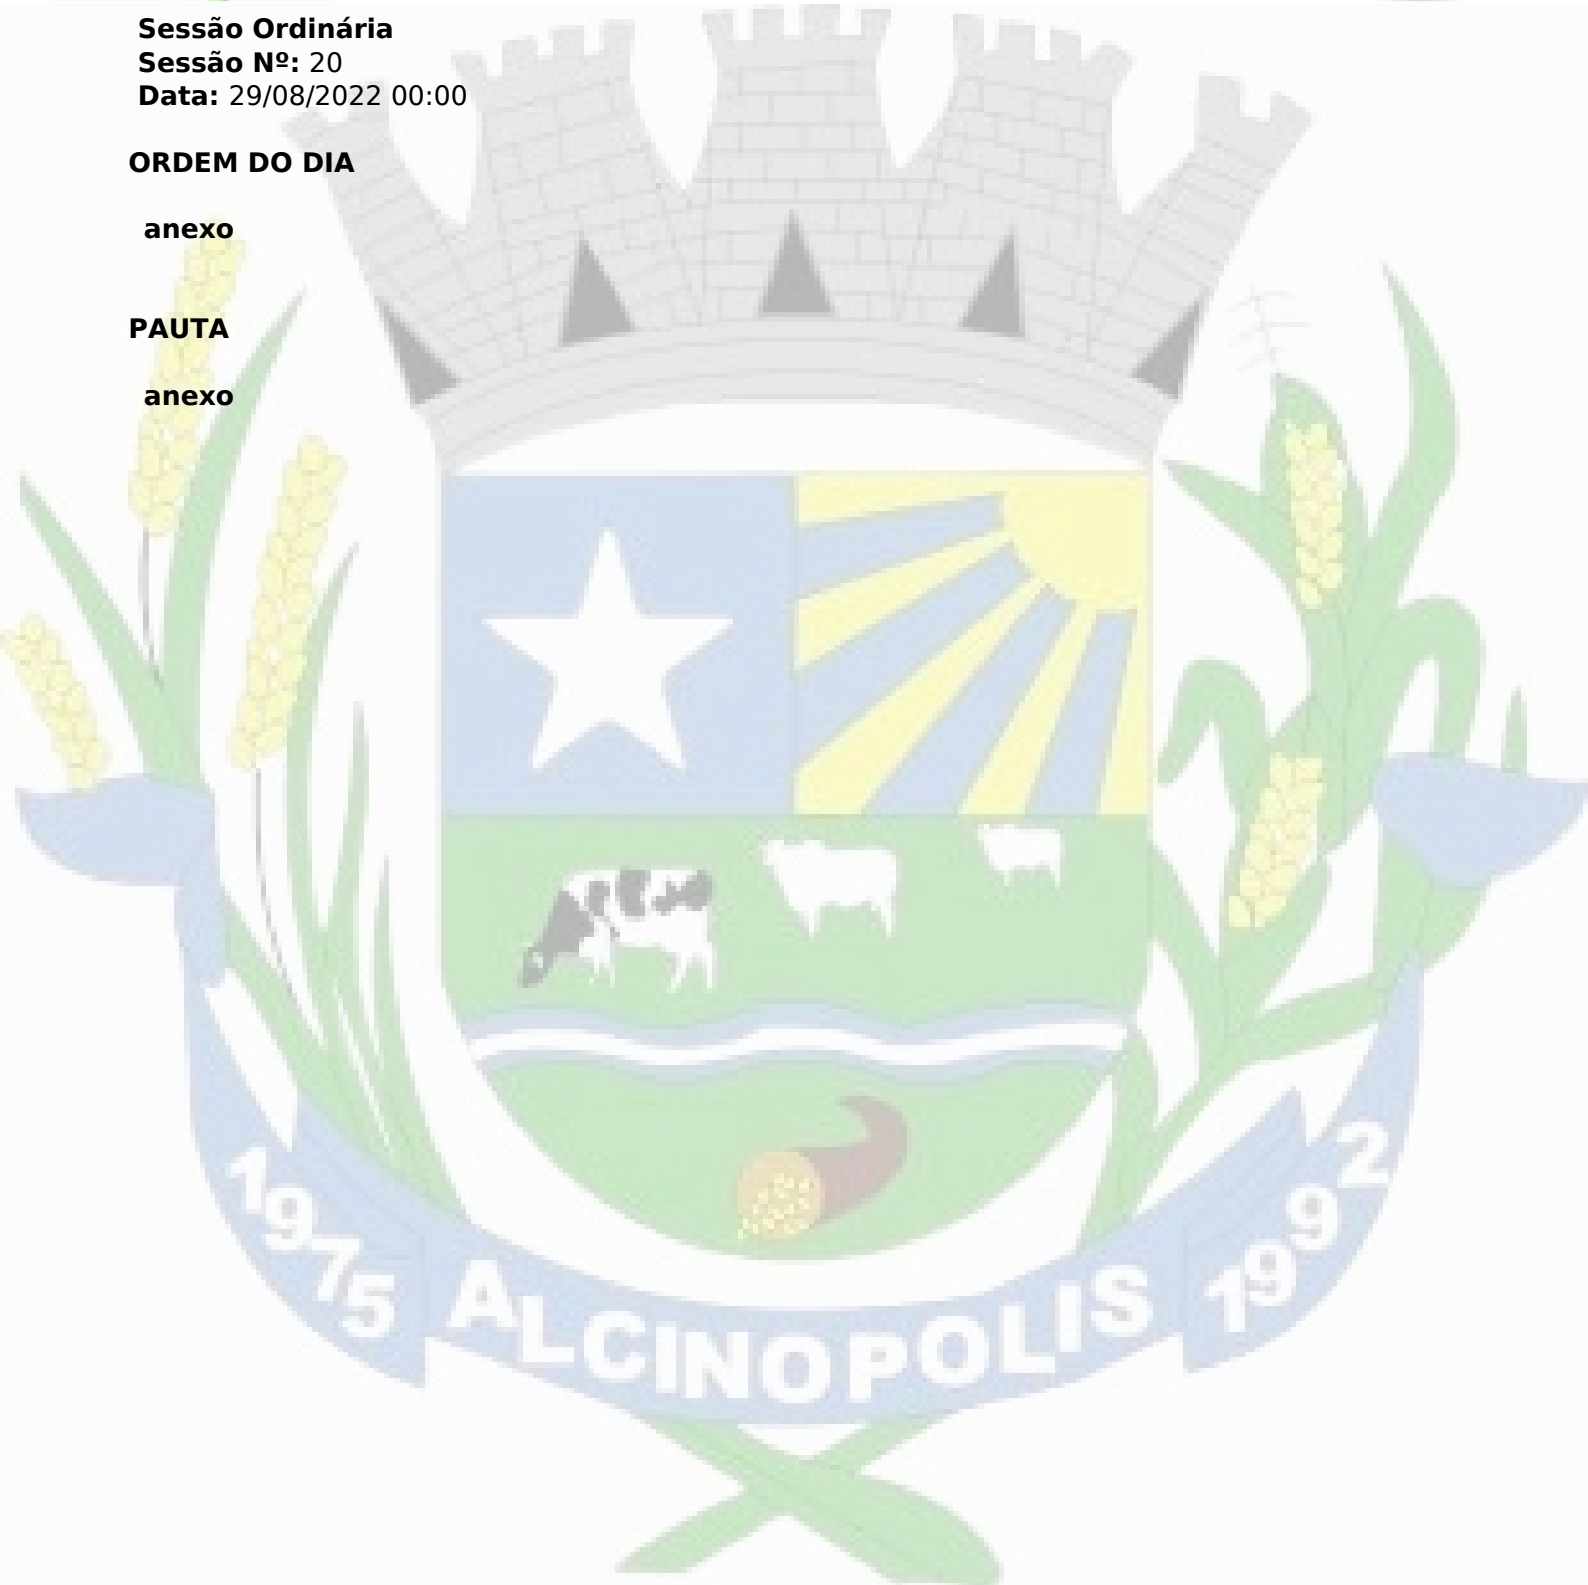 Sessão Ordinária
Sessão Nº: 20
Data: 29/08/2022 00:00
ORDEM DO DIA
anexo
PAUTA
anexo
1975 ALCINOPOLIS 1992